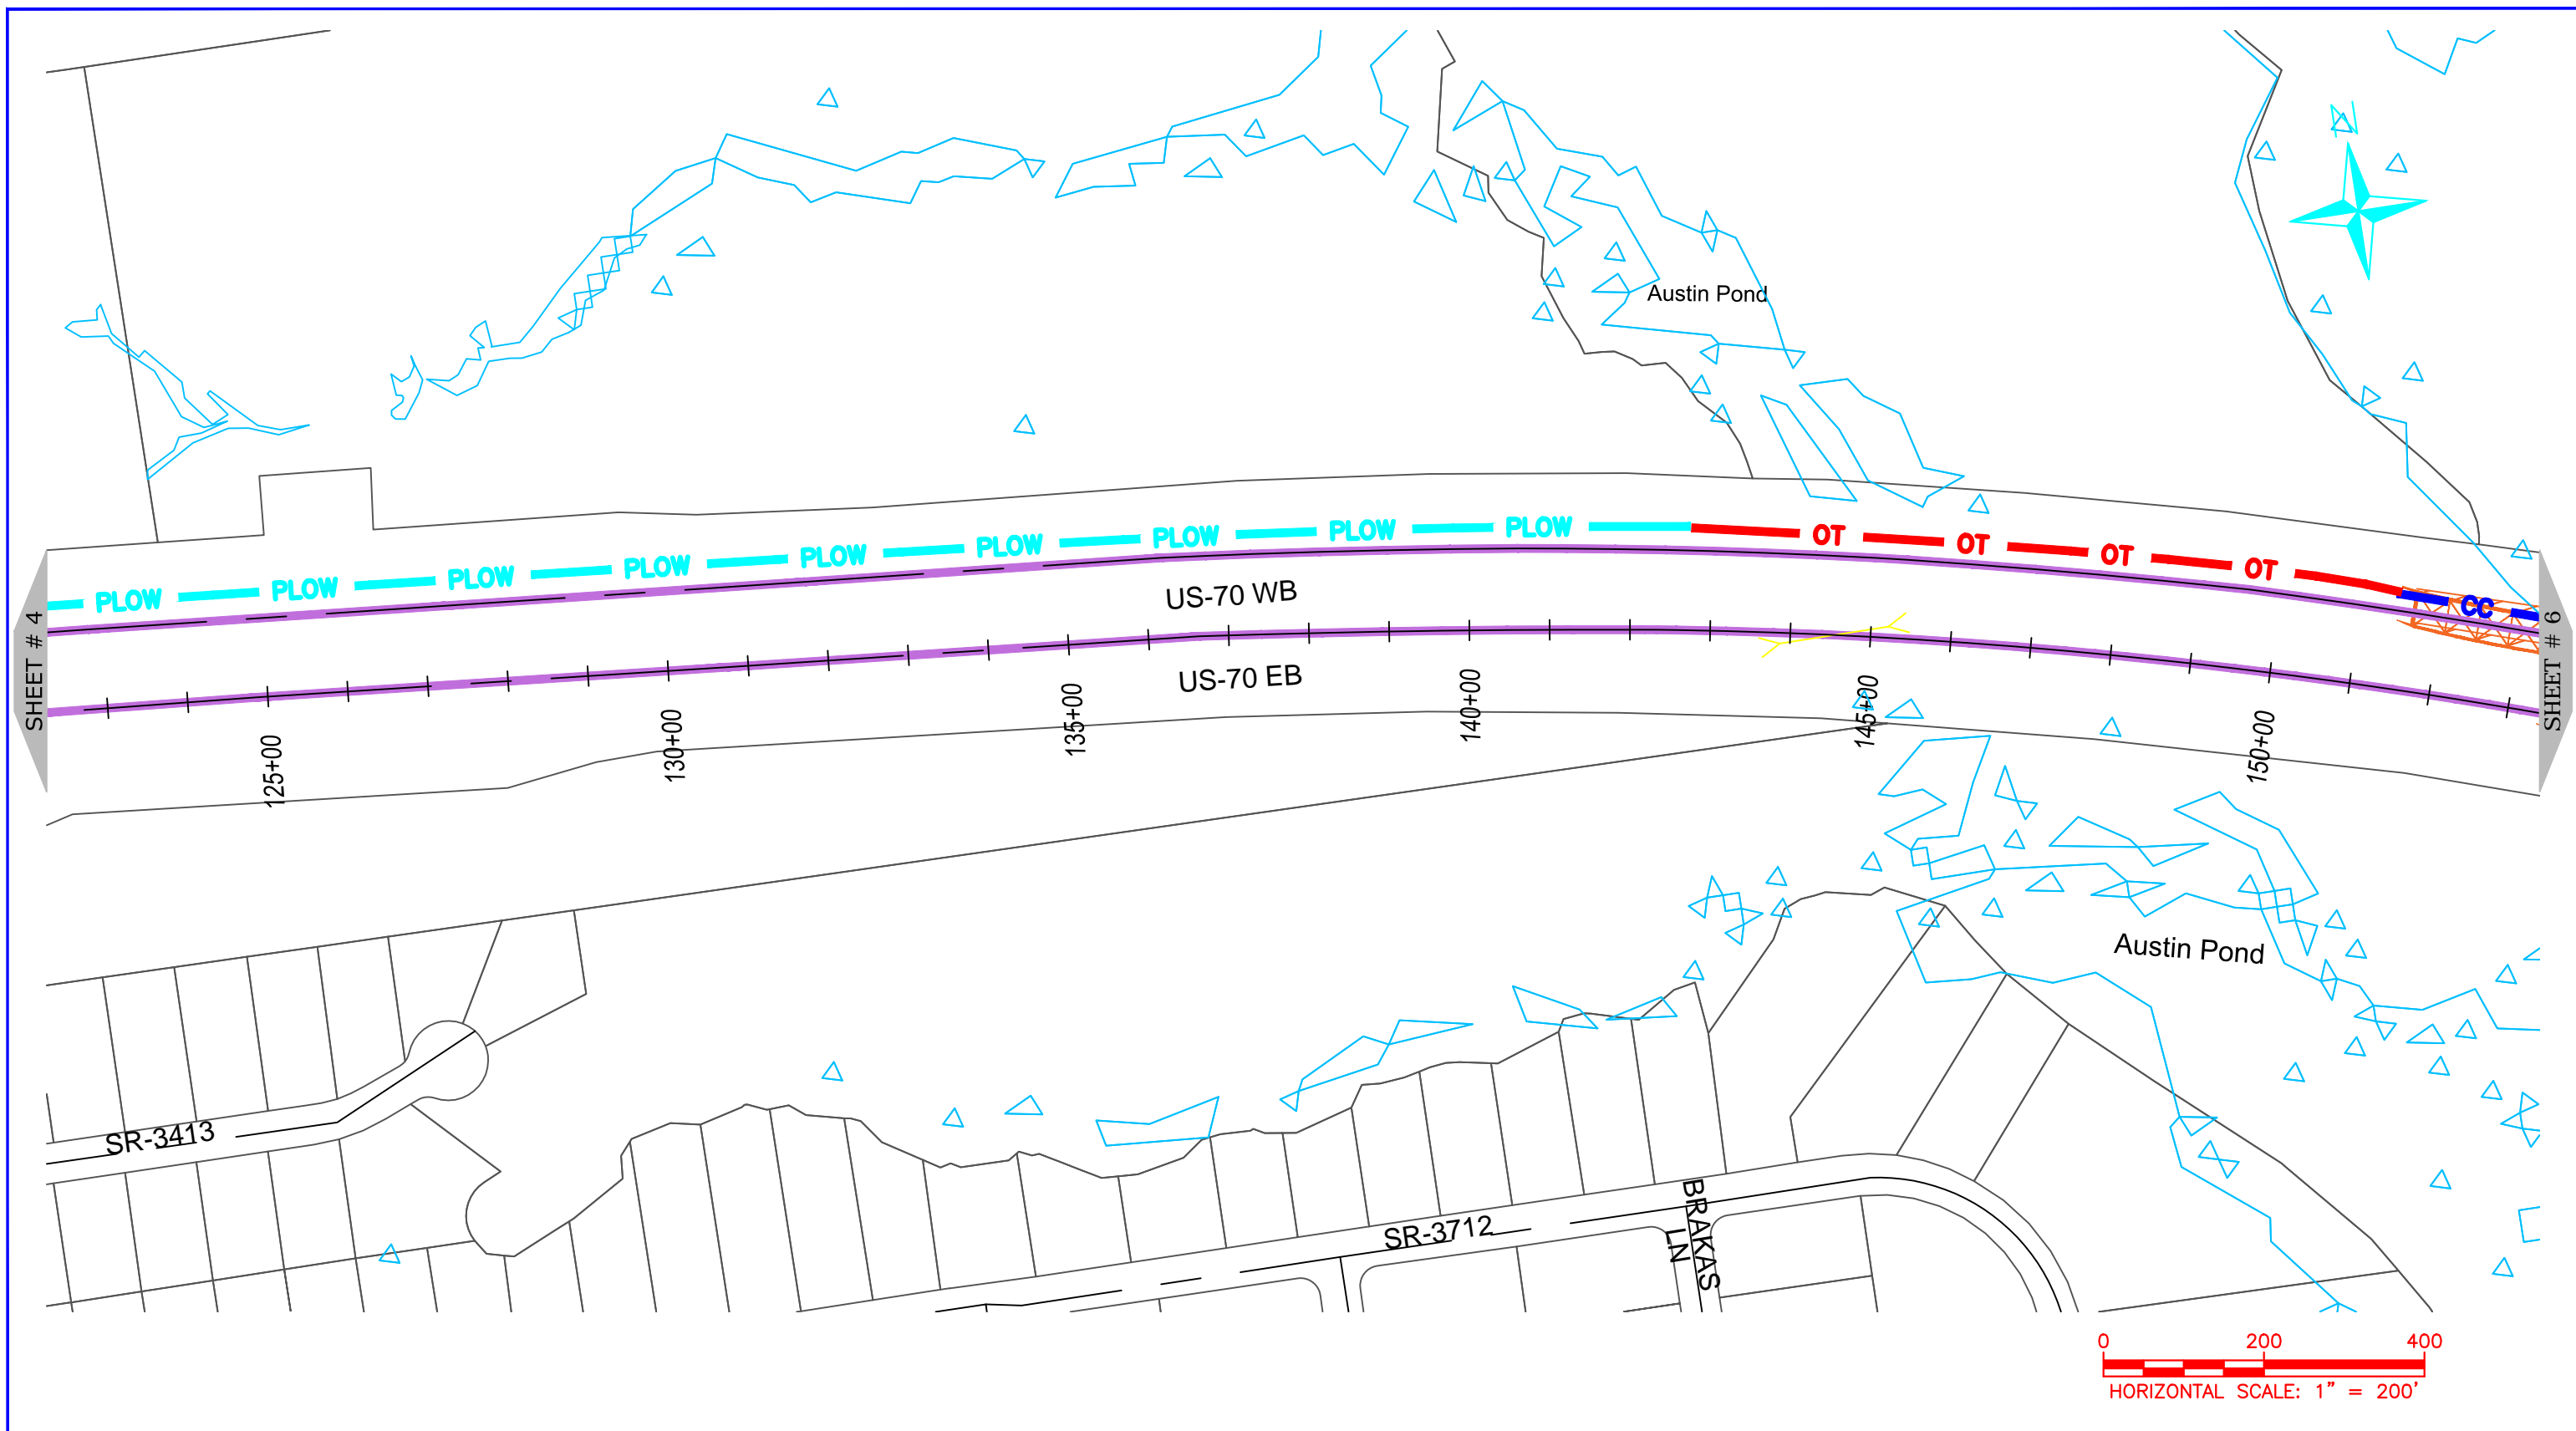 N
Austin Pond
PLOW PLOW PLOW PLOW PLOW PLOW PLOW PLOW PLOW OT OT OT OT CC
US-70 WB
US-70 EB
SHEET # 4
SHEET # 6
125+00
130+00
135+00
140+00
145+00
150+00
Austin Pond
SR-3413
SR-3712
BRAKAS
LN
0 200 400
HORIZONTAL SCALE: 1" = 200'